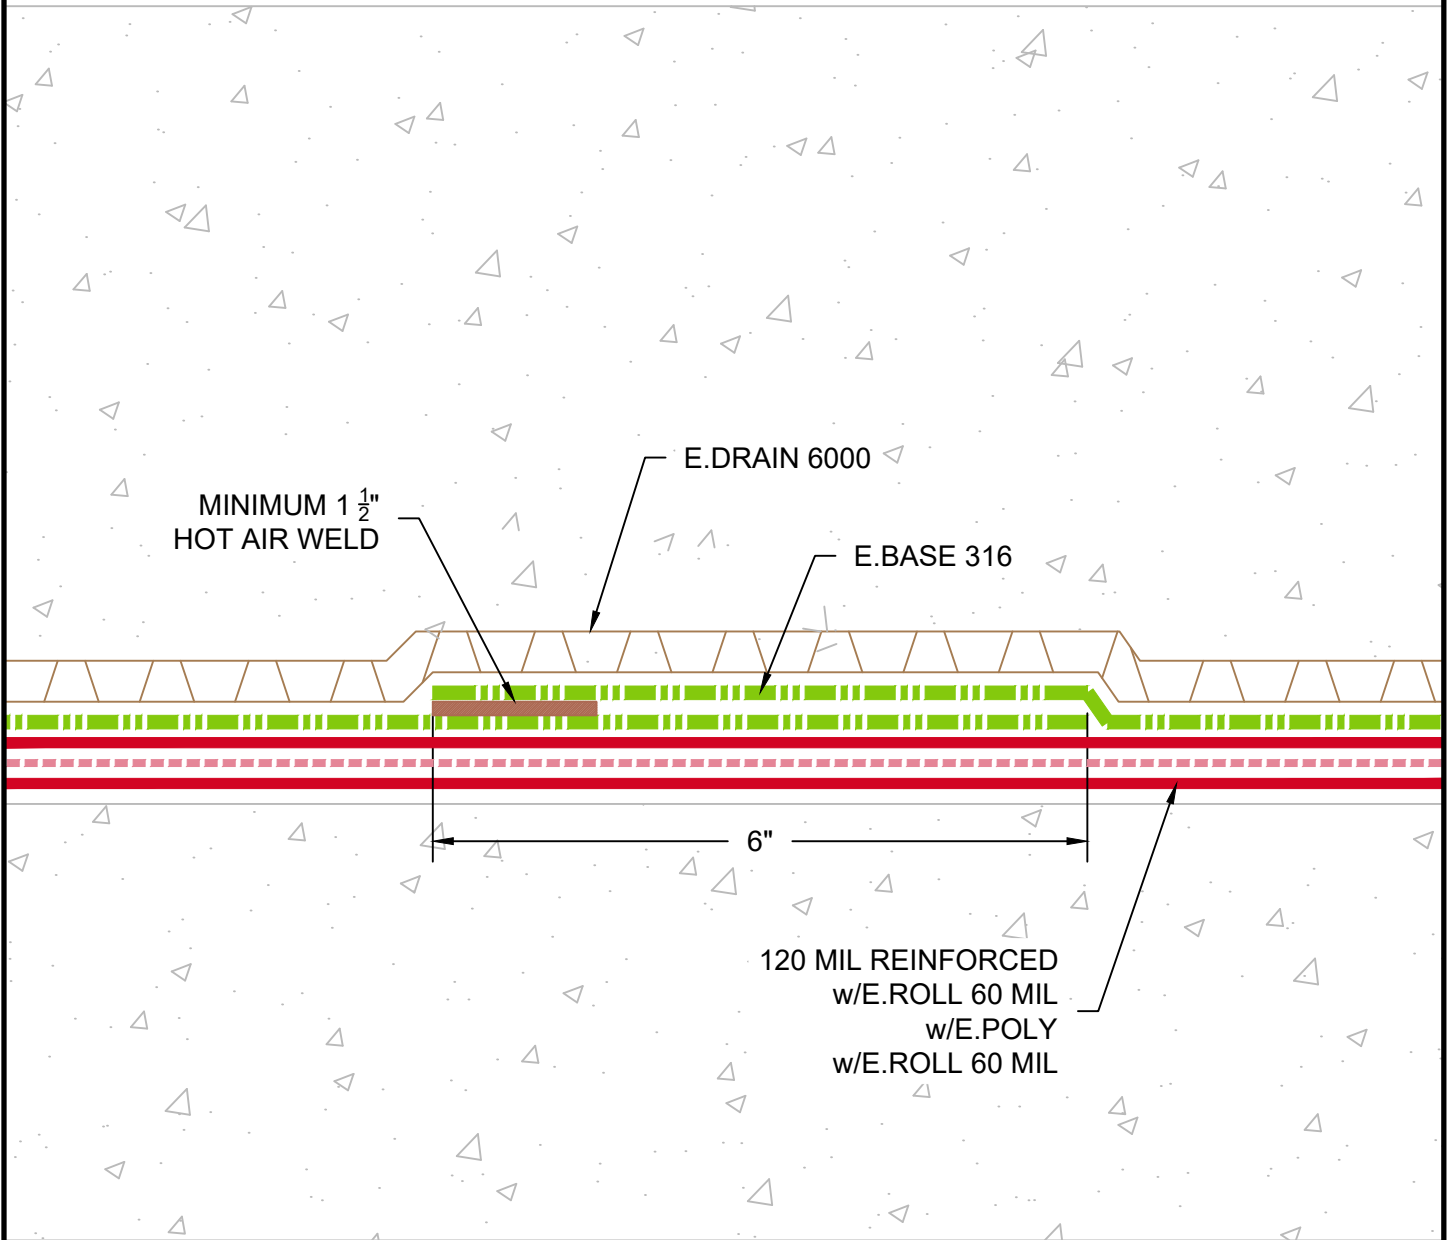 E.DRAIN 6000
MINIMUM 1 1/2"
HOT AIR WELD
E.BASE 316
6"
120 MIL REINFORCED
w/E.ROLL 60 MIL
w/E.POLY
w/E.ROLL 60 MIL